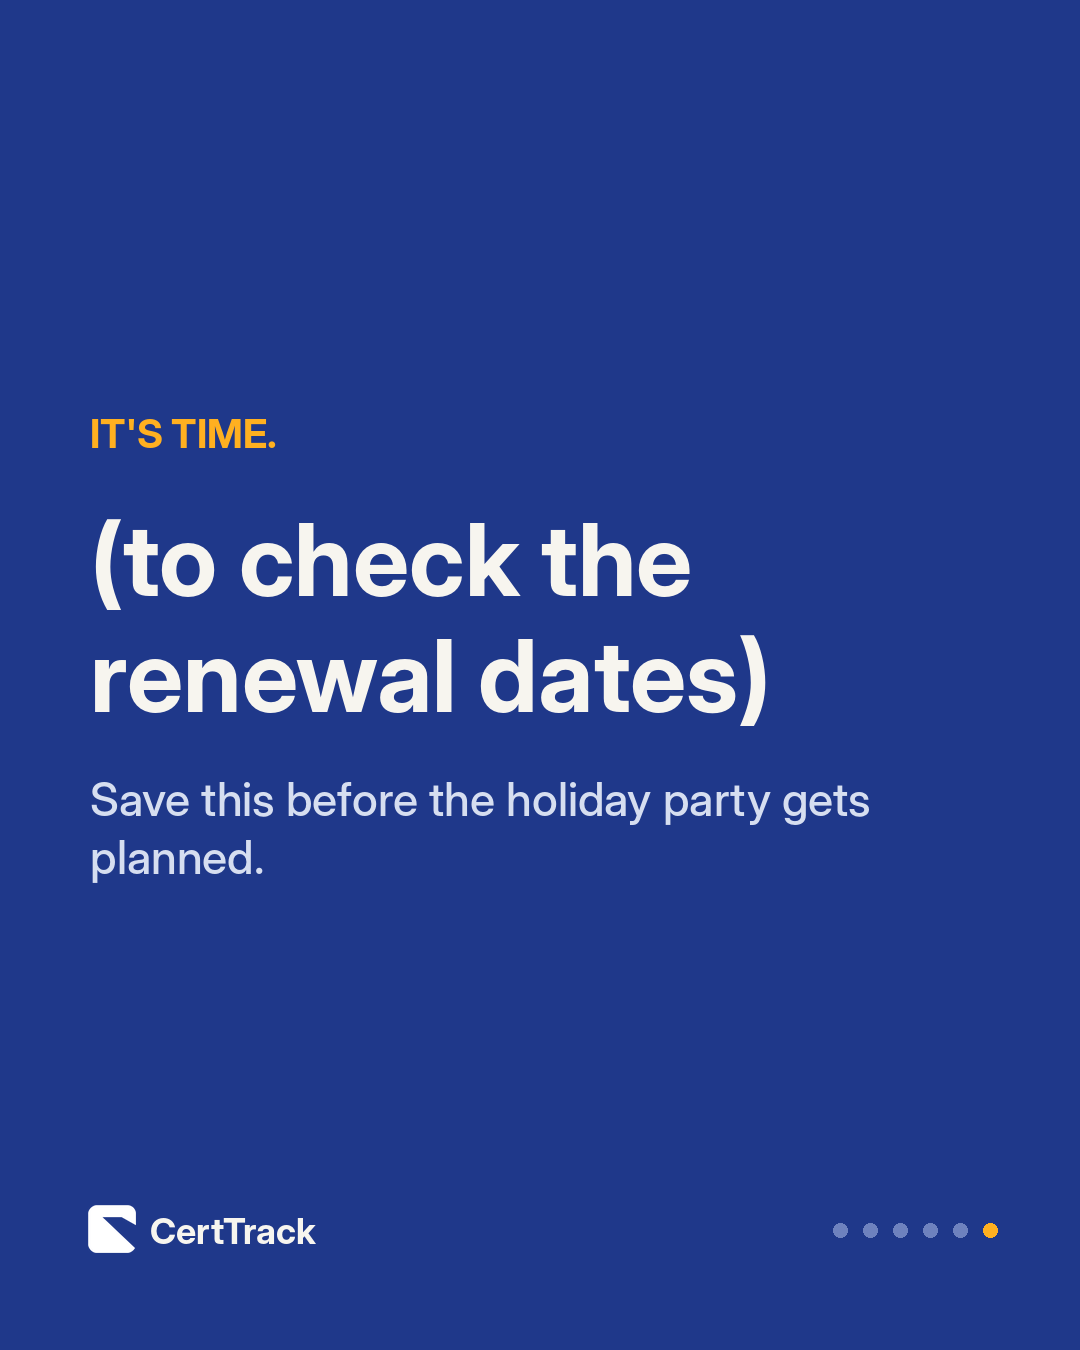 IT'S TIME.
(to check the
renewal dates)
Save this before the holiday party gets
planned.
CertTrack